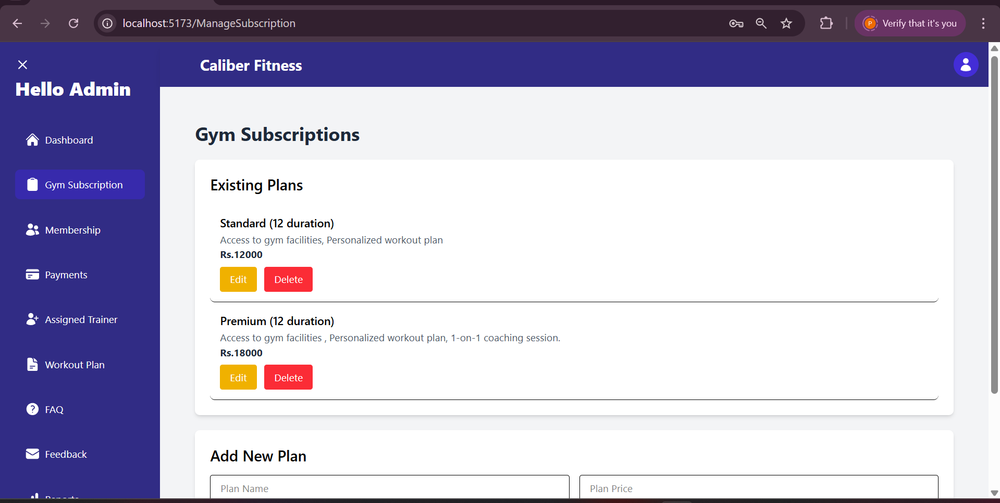 localhost:5173/ManageSubscription
P Verify that it's you
Caliber Fitness
Hello Admin
Dashboard
Gym Subscription
Membership
Payments
Assigned Trainer
Workout Plan
FAQ
Feedback
Reports
Gym Subscriptions
Existing Plans
Standard (12 duration)
Access to gym facilities, Personalized workout plan
Rs.12000
Edit Delete
Premium (12 duration)
Access to gym facilities , Personalized workout plan, 1-on-1 coaching session.
Rs.18000
Edit Delete
Add New Plan
Plan Name Plan Price